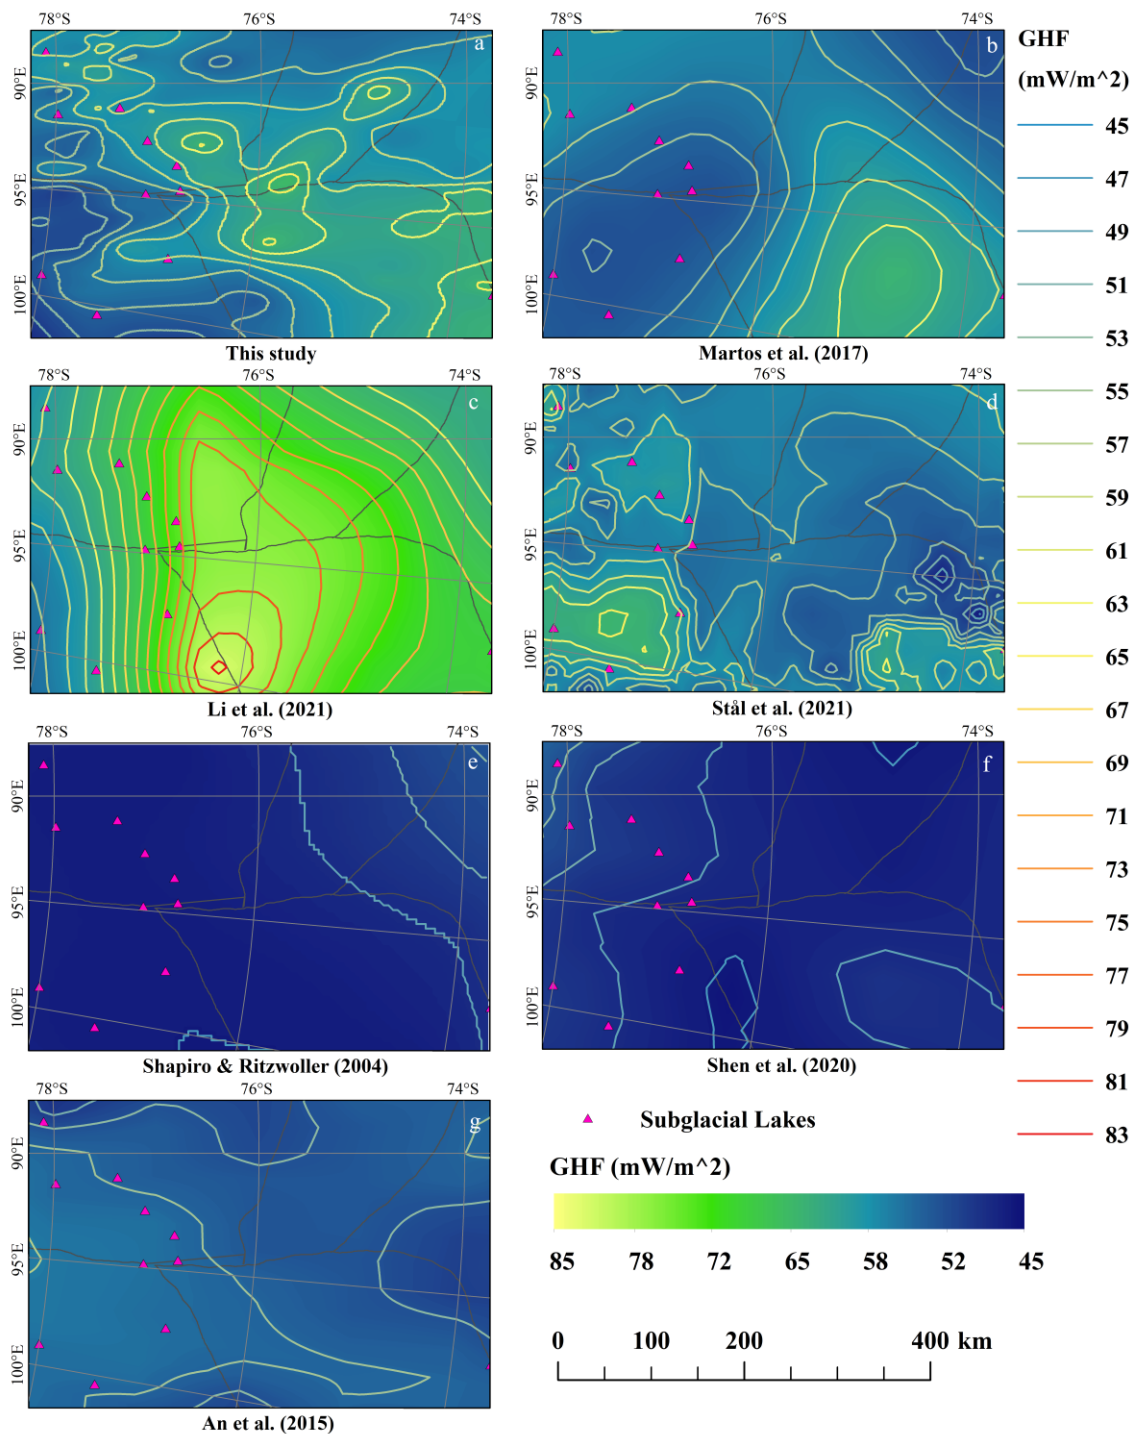 78°S 76°S 74°S
a
90°E
95°E
100°E
This study
78°S 76°S 74°S
b
90°E
95°E
100°E
Martos et al. (2017)
78°S 76°S 74°S
c
90°E
95°E
100°E
Li et al. (2021)
78°S 76°S 74°S
d
90°E
95°E
100°E
Stål et al. (2021)
78°S 76°S 74°S
e
90°E
95°E
100°E
Shapiro & Ritzwoller (2004)
78°S 76°S 74°S
f
90°E
95°E
100°E
Shen et al. (2020)
78°S 76°S 74°S
g
90°E
95°E
100°E
An et al. (2015)
GHF
(mW/m^2)
45
47
49
51
53
55
57
59
61
63
65
67
69
71
73
75
77
79
81
83
Subglacial Lakes
GHF (mW/m^2)
85 78 72 65 58 52 45
0 100 200 400 km